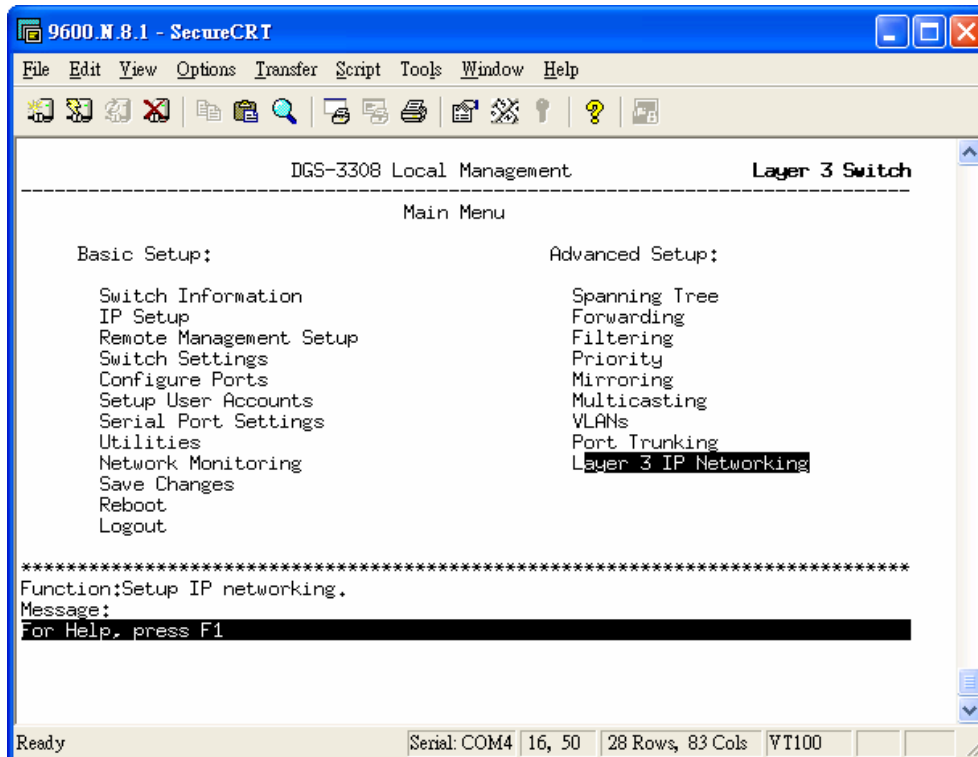 9600.N.8.1 - SecureCRT
File Edit View Options Transfer Script Tools Window Help
DGS-3308 Local Management Layer 3 Switch
--------------------------------------------------------------------------------
Main Menu
Basic Setup: Advanced Setup:
Switch Information Spanning Tree
IP Setup Forwarding
Remote Management Setup Filtering
Switch Settings Priority
Configure Ports Mirroring
Setup User Accounts Multicasting
Serial Port Settings VLANs
Utilities Port Trunking
Network Monitoring Layer 3 IP Networking
Save Changes
Reboot
Logout
*******************************************************************************
Function:Setup IP networking.
Message:
For Help, press F1
Ready Serial: COM4 16, 50 28 Rows, 83 Cols VT100